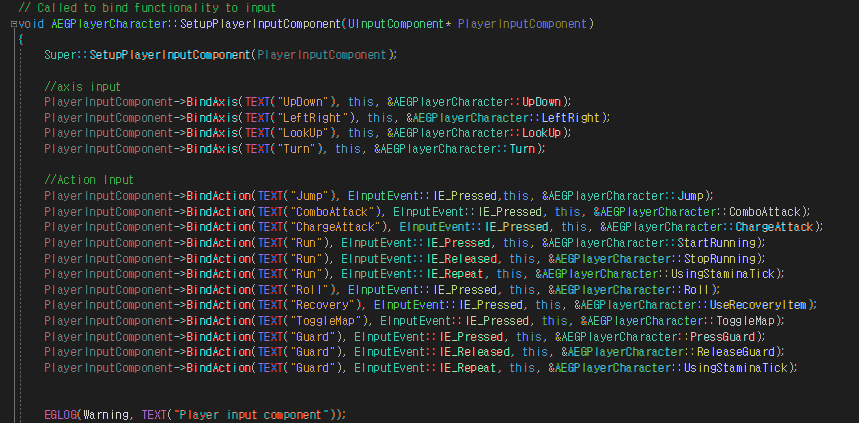 // Called to bind functionality to input
void AEGPlayerCharacter::SetupPlayerInputComponent(UInputComponent* PlayerInputComponent)
{
Super::SetupPlayerInputComponent(PlayerInputComponent);
//axis input
PlayerInputComponent->BindAxis(TEXT("UpDown"), this, &AEGPlayerCharacter::UpDown);
PlayerInputComponent->BindAxis(TEXT("LeftRight"), this, &AEGPlayerCharacter::LeftRight);
PlayerInputComponent->BindAxis(TEXT("LookUp"), this, &AEGPlayerCharacter::LookUp);
PlayerInputComponent->BindAxis(TEXT("Turn"), this, &AEGPlayerCharacter::Turn);
//Action Input
PlayerInputComponent->BindAction(TEXT("Jump"), EInputEvent::IE_Pressed,this, &AEGPlayerCharacter::Jump);
PlayerInputComponent->BindAction(TEXT("ComboAttack"), EInputEvent::IE_Pressed, this, &AEGPlayerCharacter::ComboAttack);
PlayerInputComponent->BindAction(TEXT("ChargeAttack"), EInputEvent::IE_Pressed, this, &AEGPlayerCharacter::ChargeAttack);
PlayerInputComponent->BindAction(TEXT("Run"), EInputEvent::IE_Pressed, this, &AEGPlayerCharacter::StartRunning);
PlayerInputComponent->BindAction(TEXT("Run"), EInputEvent::IE_Released, this, &AEGPlayerCharacter::StopRunning);
PlayerInputComponent->BindAction(TEXT("Run"), EInputEvent::IE_Repeat, this, &AEGPlayerCharacter::UsingStaminaTick);
PlayerInputComponent->BindAction(TEXT("Roll"), EInputEvent::IE_Pressed, this, &AEGPlayerCharacter::Roll);
PlayerInputComponent->BindAction(TEXT("Recovery"), EInputEvent::IE_Pressed, this, &AEGPlayerCharacter::UseRecoveryItem);
PlayerInputComponent->BindAction(TEXT("ToggleMap"), EInputEvent::IE_Pressed, this, &AEGPlayerCharacter::ToggleMap);
PlayerInputComponent->BindAction(TEXT("Guard"), EInputEvent::IE_Pressed, this, &AEGPlayerCharacter::PressGuard);
PlayerInputComponent->BindAction(TEXT("Guard"), EInputEvent::IE_Released, this, &AEGPlayerCharacter::ReleaseGuard);
PlayerInputComponent->BindAction(TEXT("Guard"), EInputEvent::IE_Repeat, this, &AEGPlayerCharacter::UsingStaminaTick);
EGLOG(Warning, TEXT("Player input component"));